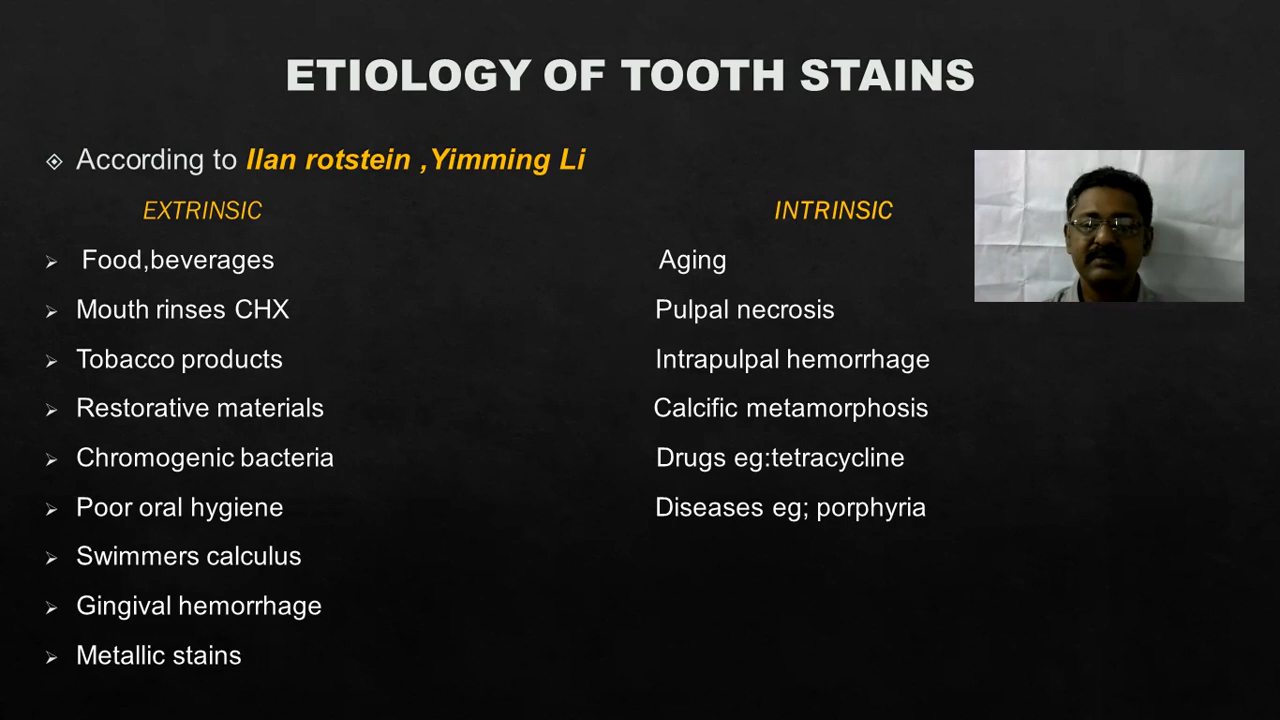 ETIOLOGY OF TOOTH STAINS
According to Ilan rotstein ,Yimming Li
EXTRINSIC INTRINSIC
Food,beverages Aging
Mouth rinses CHX Pulpal necrosis
Tobacco products Intrapulpal hemorrhage
Restorative materials Calcific metamorphosis
Chromogenic bacteria Drugs eg:tetracycline
Poor oral hygiene Diseases eg; porphyria
Swimmers calculus
Gingival hemorrhage
Metallic stains